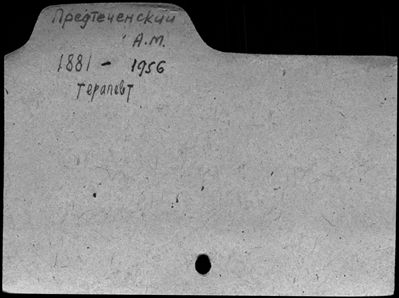 Предтеченский
А.М.
1881 - 1956
терапевт